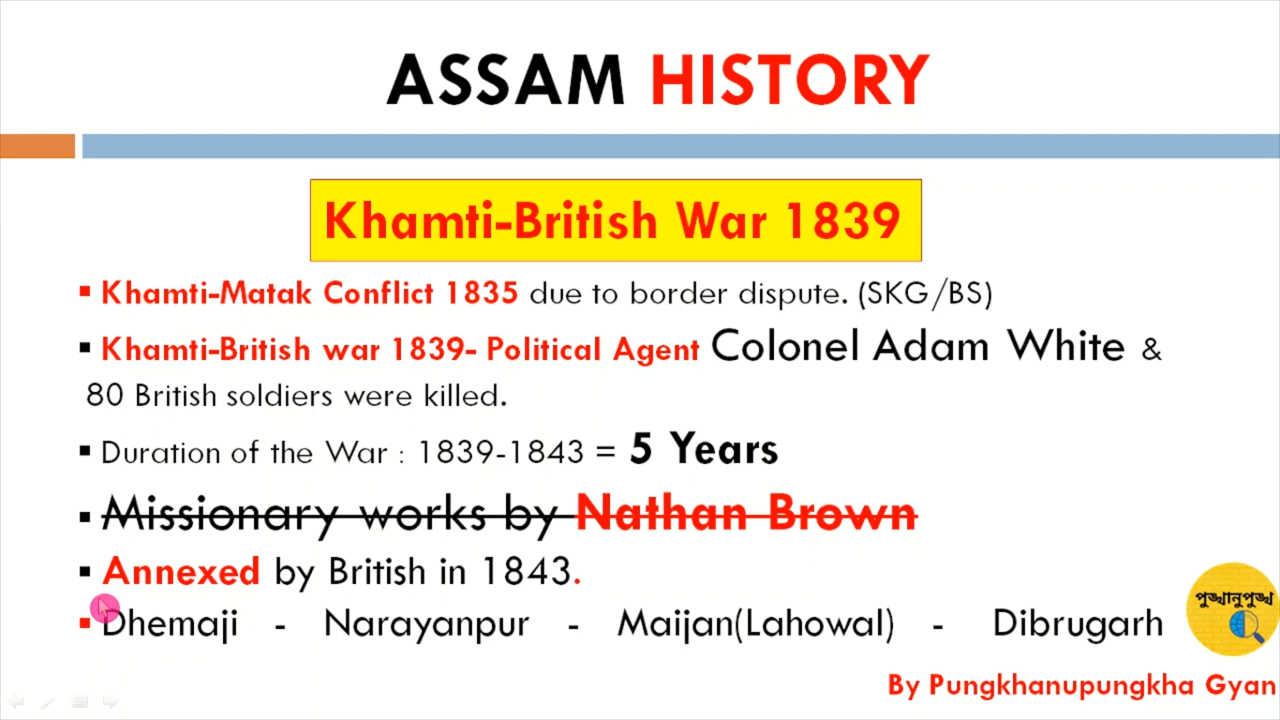 ASSAM HISTORY
Khamti-British War 1839
Khamti-Matak Conflict 1835 due to border dispute. (SKG/BS)
Khamti-British war 1839- Political Agent Colonel Adam White &
80 British soldiers were killed.
Duration of the War : 1839-1843 = 5 Years
Missionary works by Nathan Brown
Annexed by British in 1843.
Dhemaji - Narayanpur - Maijan(Lahowal) - Dibrugarh
পুঙ্খানুপুঙ্খ
By Pungkhanupungkha Gyan